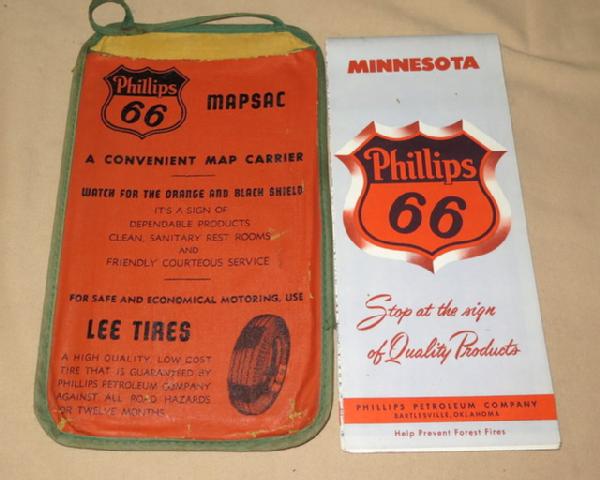 Phillips
66
MAPSAC
A CONVENIENT MAP CARRIER
WATCH FOR THE ORANGE AND BLACK SHIELD
IT'S A SIGN OF
DEPENDABLE PRODUCTS
CLEAN, SANITARY REST ROOMS
AND
FRIENDLY COURTEOUS SERVICE
FOR SAFE AND ECONOMICAL MOTORING, USE
LEE TIRES
A HIGH QUALITY, LOW COST
TIRE THAT IS GUARANTEED BY
PHILLIPS PETROLEUM COMPANY
AGAINST ALL ROAD HAZARDS
FOR TWELVE MONTHS
MINNESOTA
Phillips
66
Stop at the sign
of Quality Products
PHILLIPS PETROLEUM COMPANY
BARTLESVILLE, OKLAHOMA
Help Prevent Forest Fires